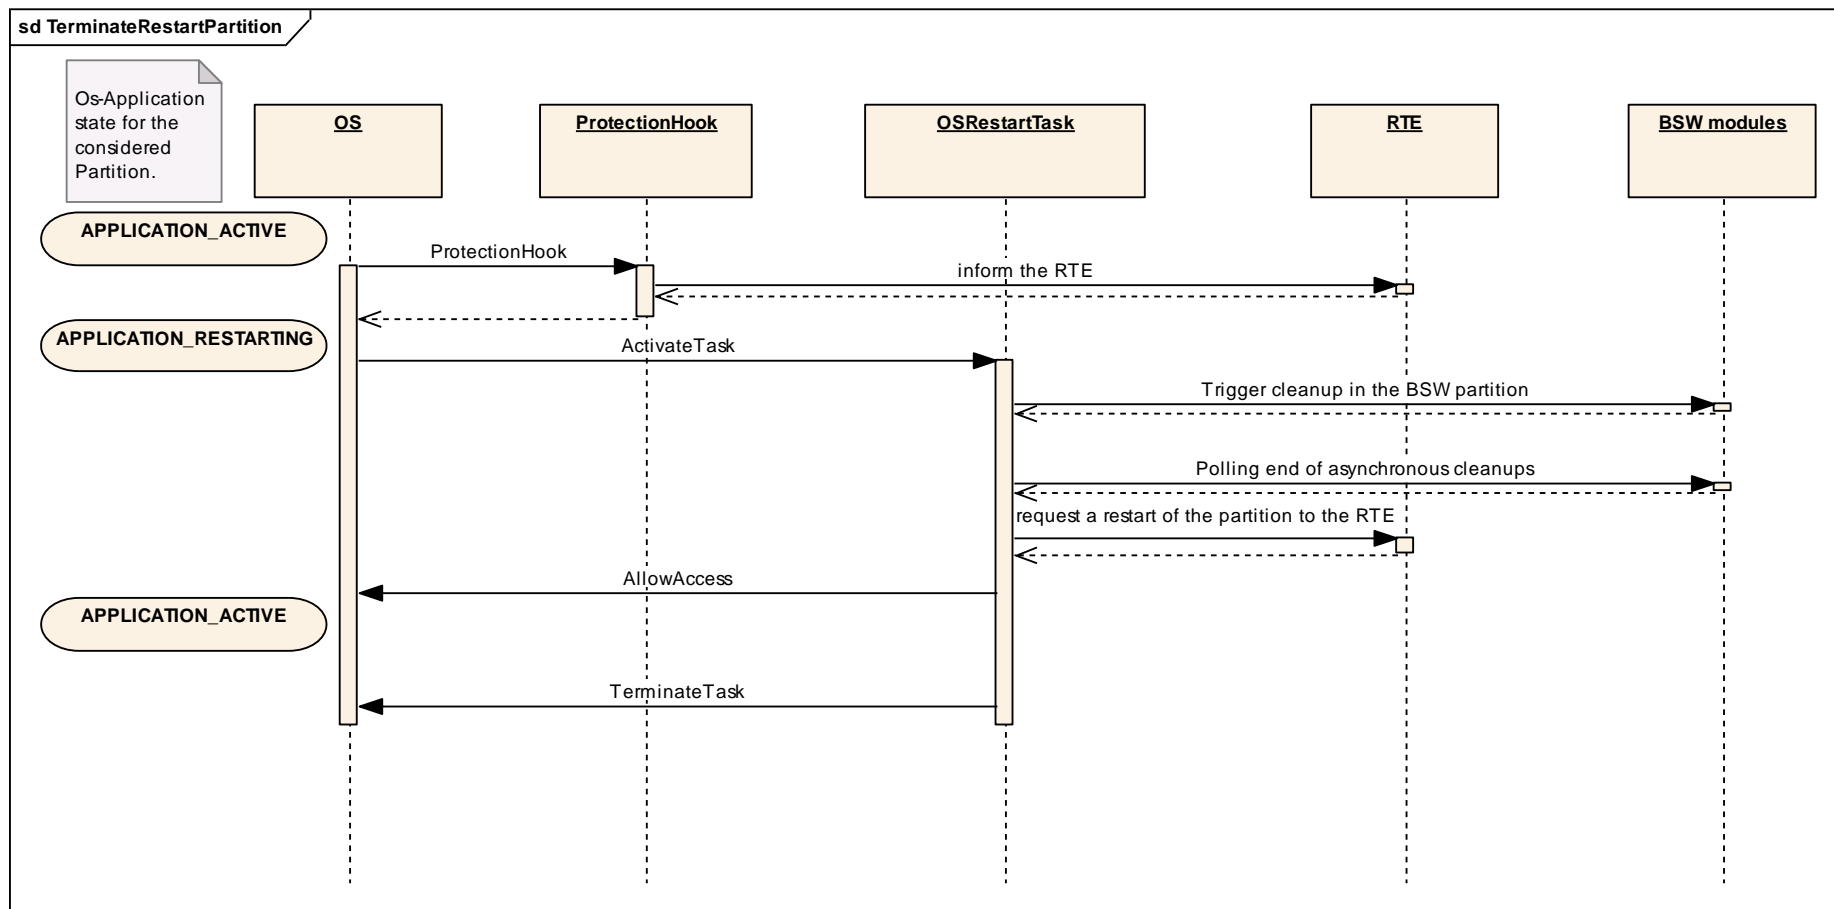 sd TerminateRestartPartition
Os-Application
state for the
considered
Partition.
OS
ProtectionHook
OSRestartTask
RTE
BSW modules
APPLICATION_ACTIVE
ProtectionHook
inform the RTE
APPLICATION_RESTARTING
ActivateTask
Trigger cleanup in the BSW partition
Polling end of asynchronous cleanups
request a restart of the partition to the RTE
AllowAccess
APPLICATION_ACTIVE
TerminateTask